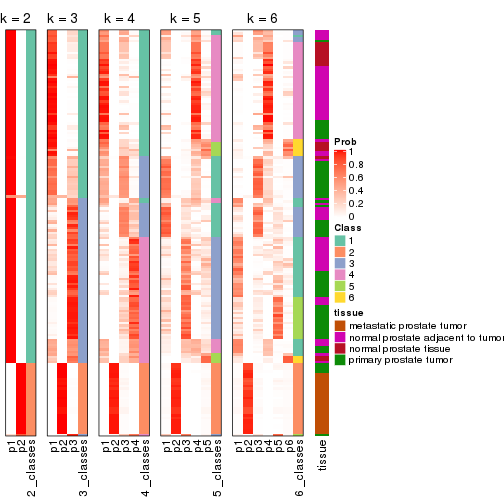 k = 2
k = 3
k = 4
k = 5
k = 6
Prob
1
0.8
0.6
0.4
0.2
0
Class
1
2
3
4
5
6
tissue
metastatic prostate tumor
normal prostate adjacent to tumor
normal prostate tissue
primary prostate tumor
p1
p2
2_classes
p1
p2
p3
3_classes
p1
p2
p3
p4
4_classes
p1
p2
p3
p4
p5
5_classes
p1
p2
p3
p4
p5
p6
6_classes
tissue